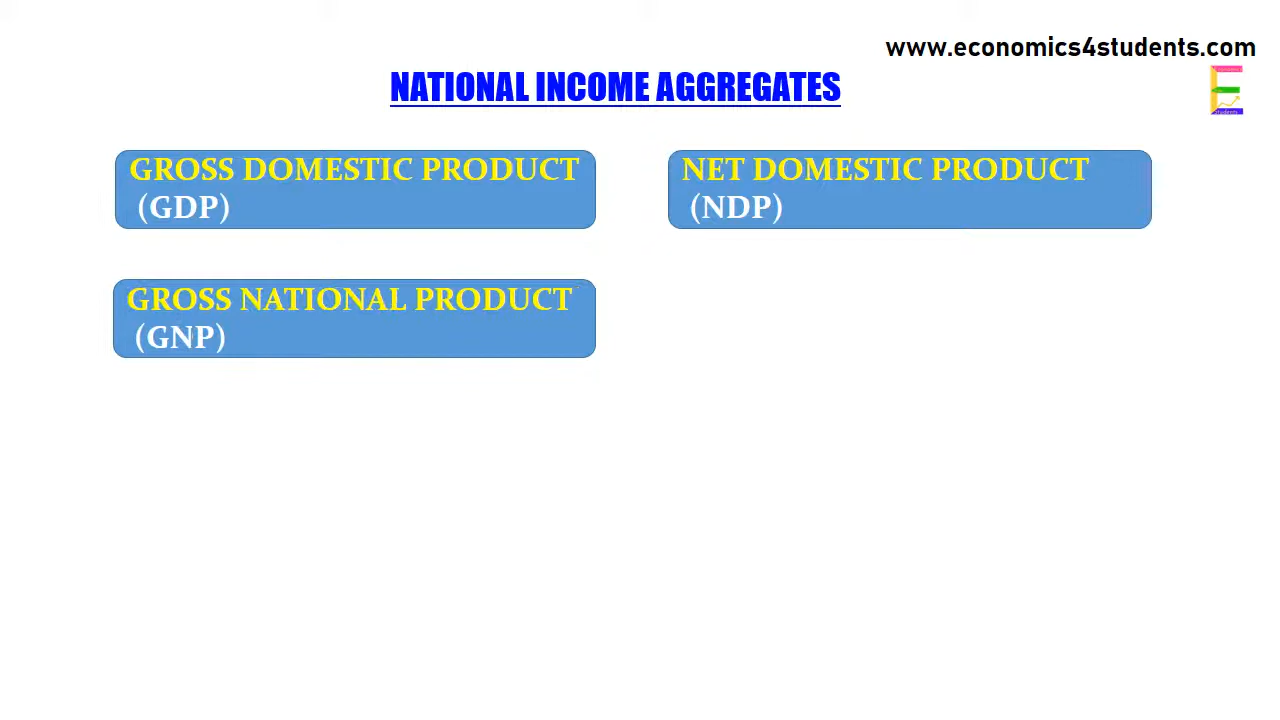 www.economics4students.com
NATIONAL INCOME AGGREGATES
GROSS DOMESTIC PRODUCT
(GDP)
NET DOMESTIC PRODUCT
(NDP)
GROSS NATIONAL PRODUCT
(GNP)